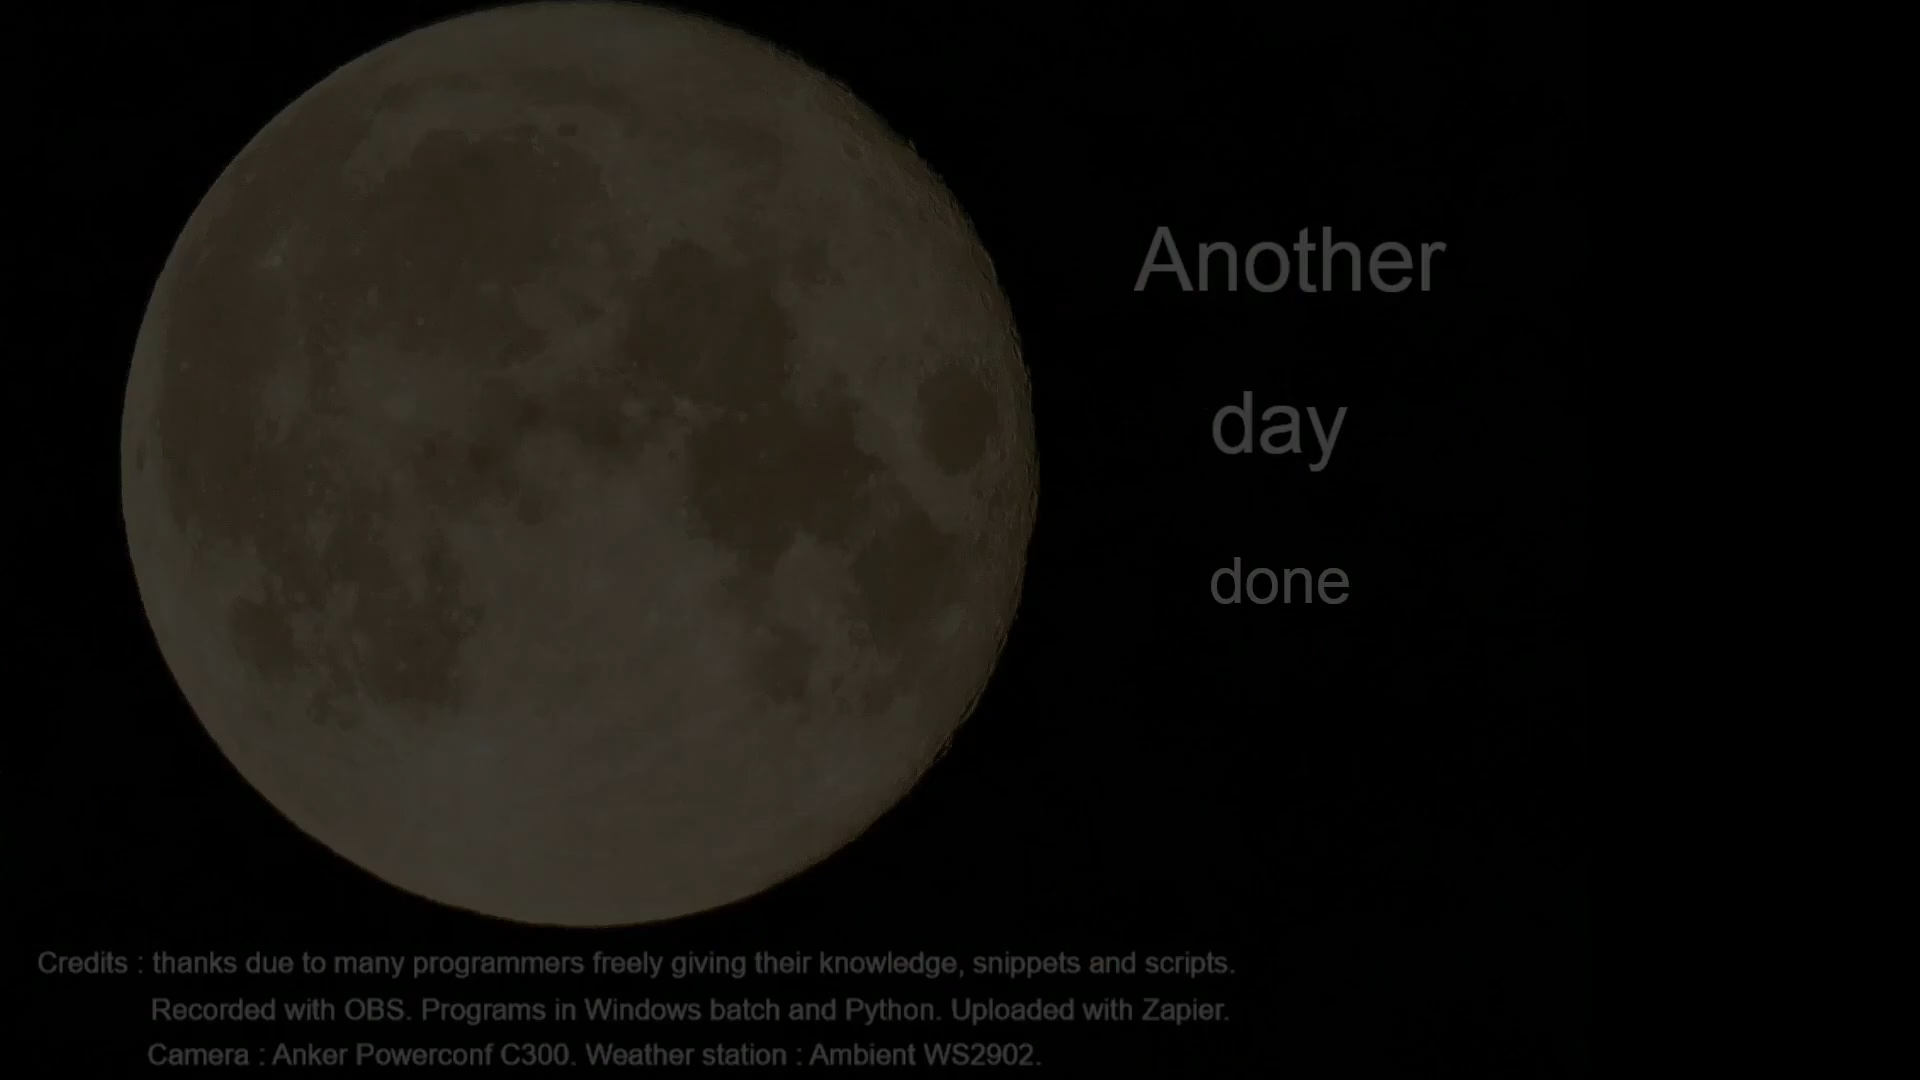 Another
day
done
Credits : thanks due to many programmers freely giving their knowledge, snippets and scripts.
Recorded with OBS. Programs in Windows batch and Python. Uploaded with Zapier.
Camera : Anker Powerconf C300. Weather station : Ambient WS2902.